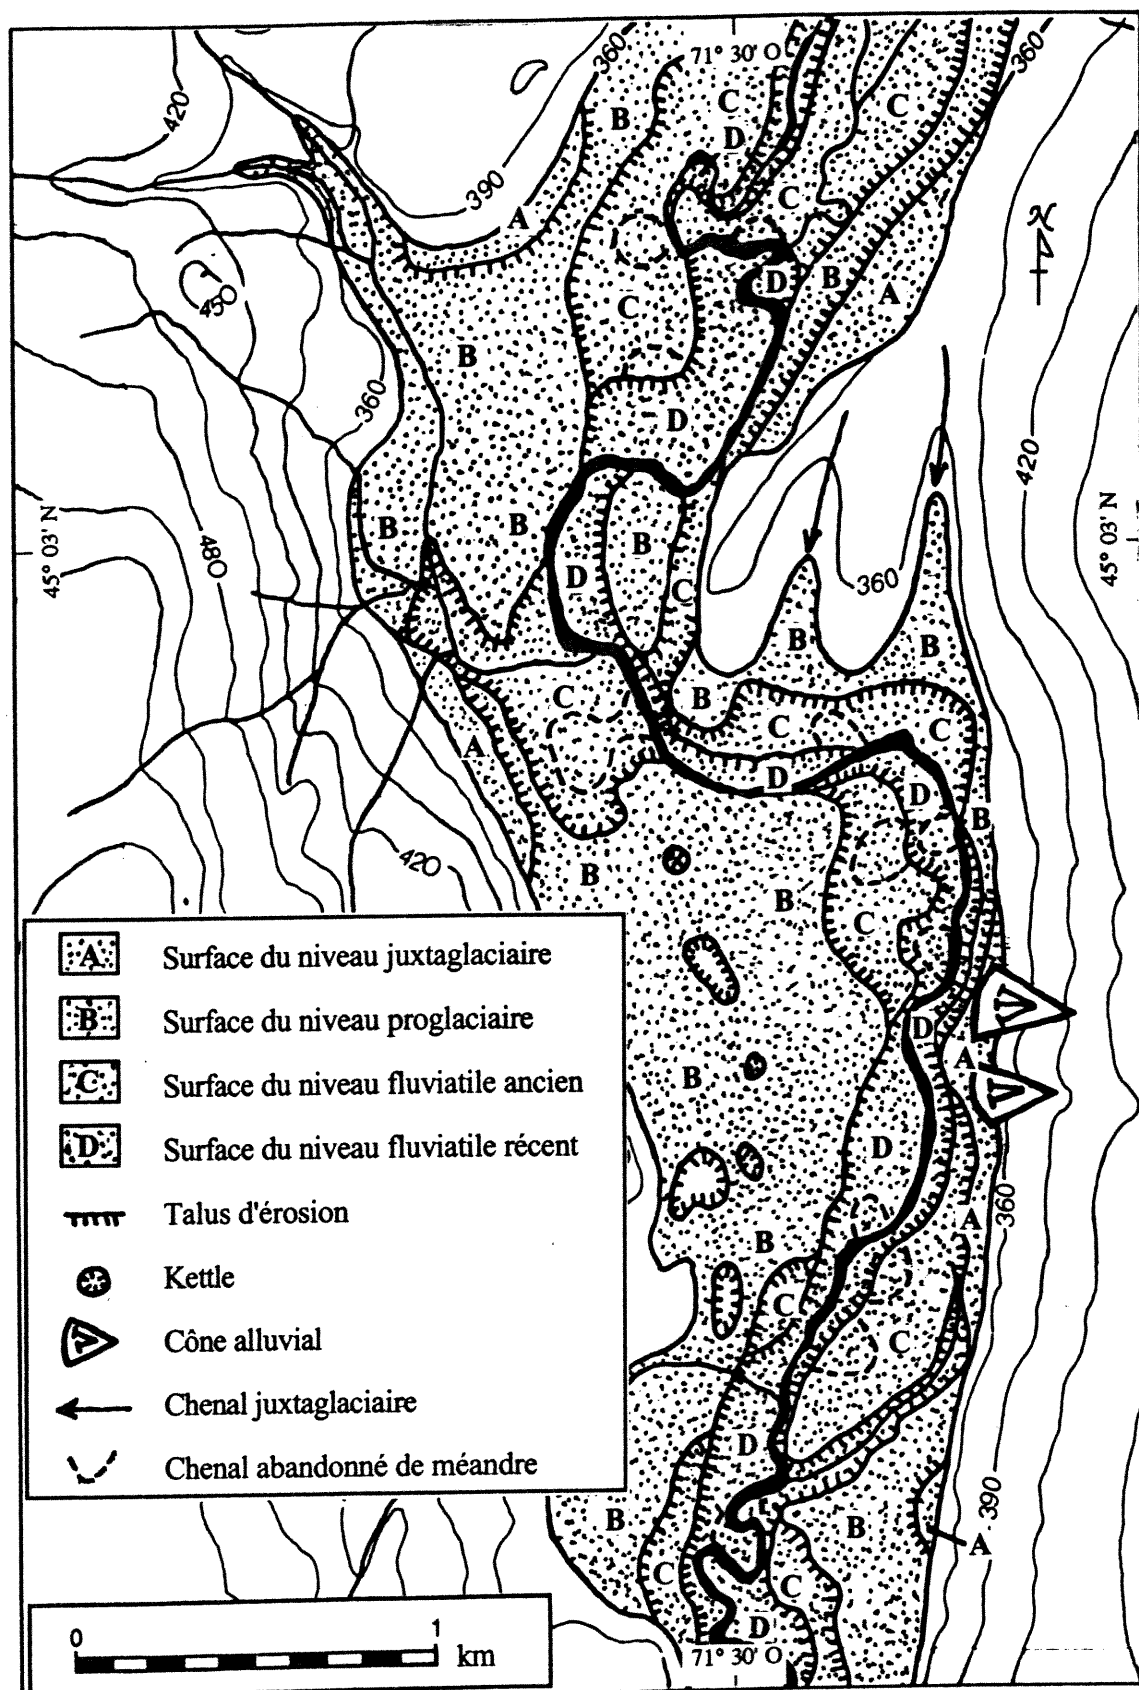 71° 30' O
360
360
420
C
C
B
D
A
390
A
C
N
450
D
B
A
C
B
360
D
420
45° 03' N
480
B
B
B
D
C
360
45° 03' N
B
B
B
C
C
C
A
D
D
B
420
B
B
C
A Surface du niveau juxtaglaciaire
B Surface du niveau proglaciaire
C Surface du niveau fluviatile ancien
D Surface du niveau fluviatile récent
Talus d'érosion
Kettle
V Cône alluvial
Chenal juxtaglaciaire
Chenal abandonné de méandre
V
D
A
B
V
D
A
360
B
C
C
D
390
B
B
A
C
C
D
0 1
km
71° 30' O